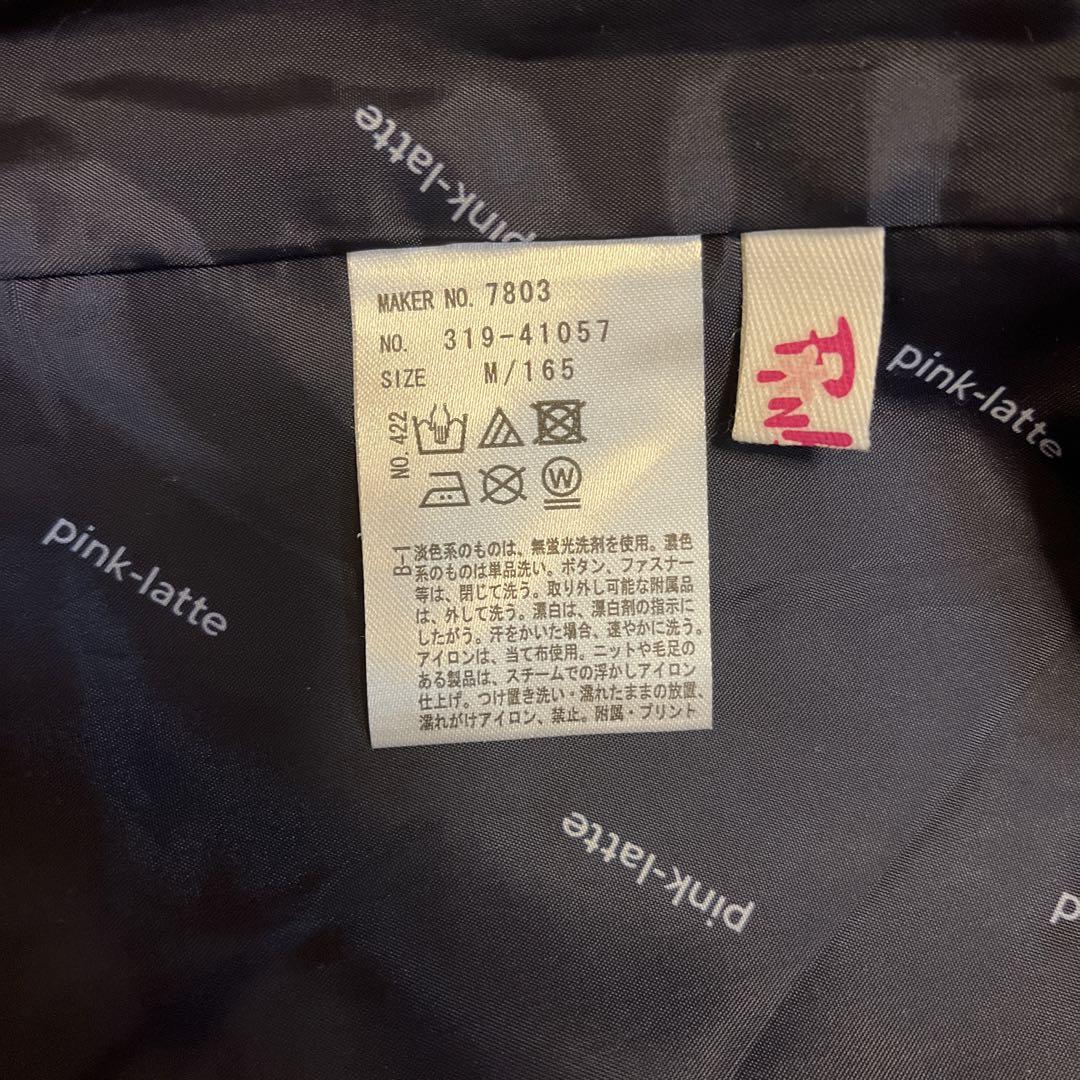 pink-latte
MAKER NO. 7803
NO. 319-41057
SIZE M/165
NO. 422
W
B-1
淡色系のものは、無蛍光洗剤を使用。濃色
系のものは単品洗い。ボタン、ファスナー
等は、閉じて洗う。取り外し可能な附属品
は、外して洗う。漂白は、漂白剤の指示に
したがう。汗をかいた場合、速やかに洗う。
アイロンは、当て布使用。ニットや毛足の
ある製品は、スチームでの浮かしアイロン
仕上げ。つけ置き洗い・濡れたままの放置、
濡れがけアイロン、禁止。附属・プリント
pink-latte
pink-latte
pink-latte
p